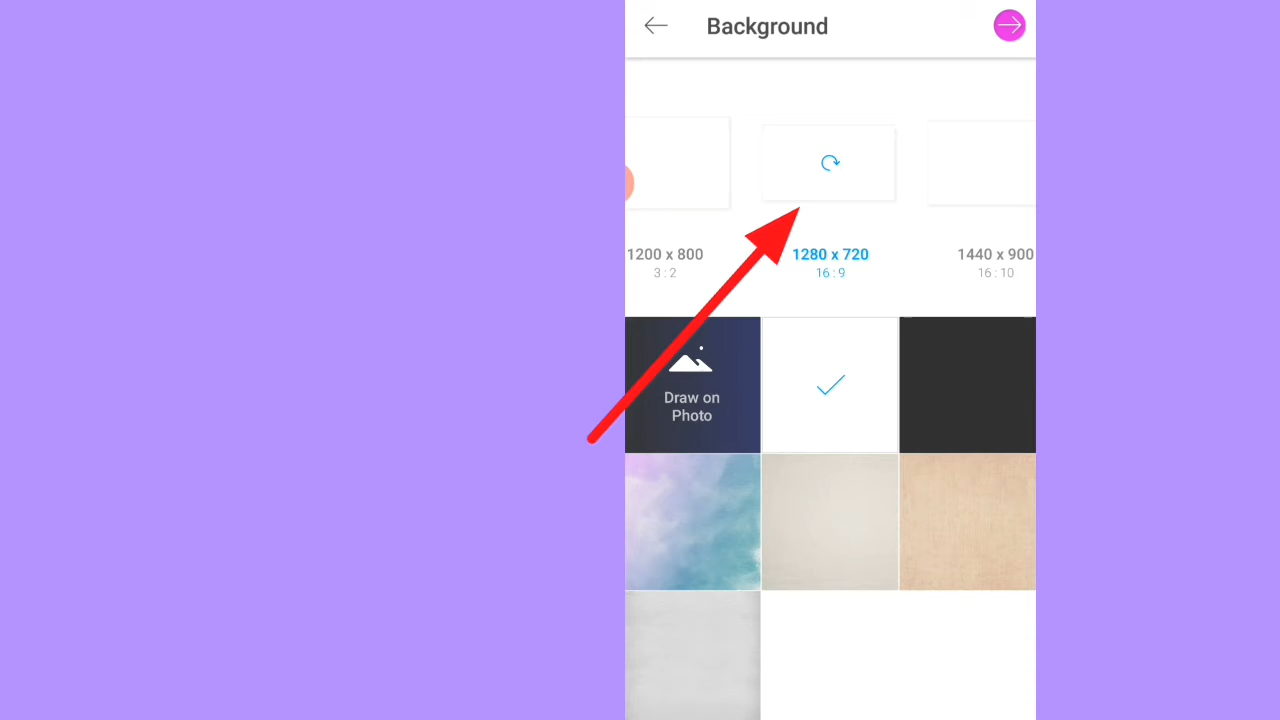 Background
1200 x 800
3 : 2
1280 x 720
16 : 9
1440 x 900
16 : 10
Draw on
Photo